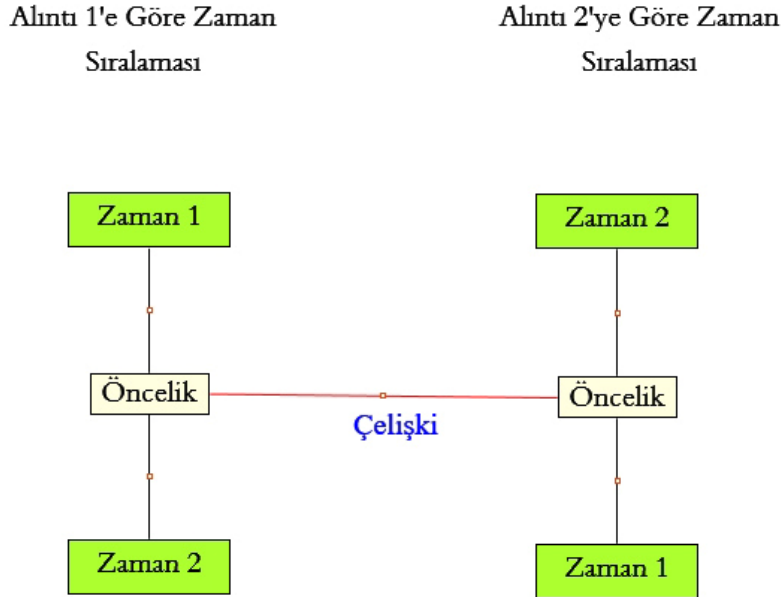 Alıntı 1'e Göre Zaman
Sıralaması
Alıntı 2'ye Göre Zaman
Sıralaması
Zaman 1
Zaman 2
Öncelik
Öncelik
Çelişki
Zaman 2
Zaman 1